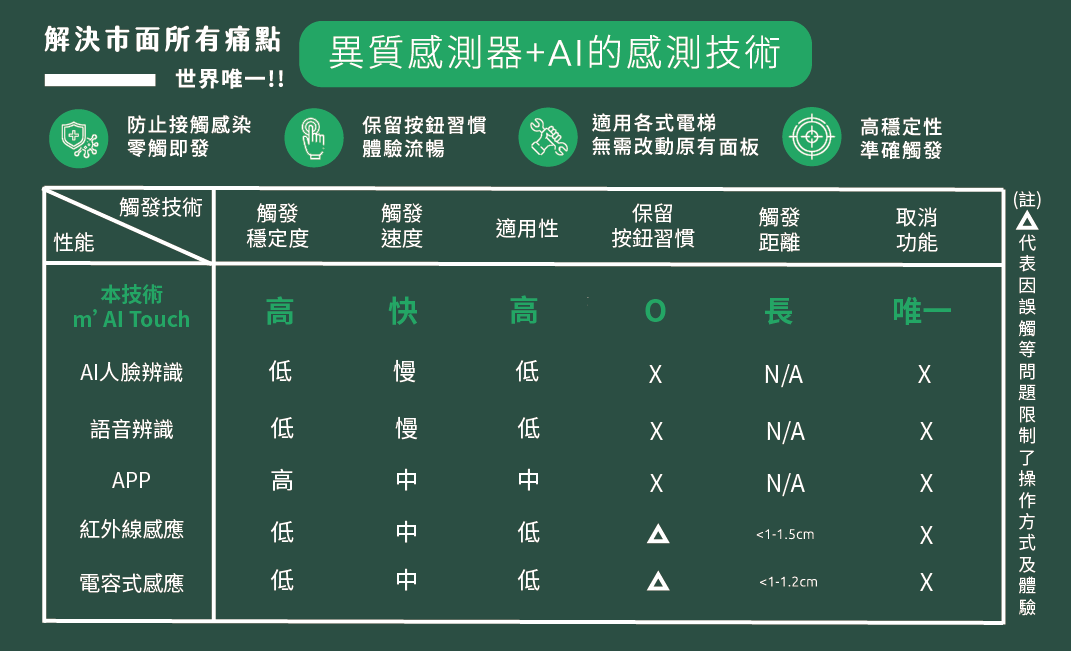 解決市面所有痛點
世界唯一!!
異質感測器+AI的感測技術
防止接觸感染
零觸即發
保留按鈕習慣
體驗流暢
適用各式電梯
無需改動原有面板
高穩定性
準確觸發
觸發技術
性能
觸發
穩定度
觸發
速度
適用性
保留
按鈕習慣
觸發
距離
取消
功能
本技術
m’ AI Touch
高 快 高 O 長 唯一
AI人臉辨識 低 慢 低 X N/A X
語音辨識 低 慢 低 X N/A X
APP 高 中 中 X N/A X
紅外線感應 低 中 低 △ <1-1.5cm X
電容式感應 低 中 低 △ <1-1.2cm X
(註)
△
代表因誤觸等問題限制了操作方式及體驗